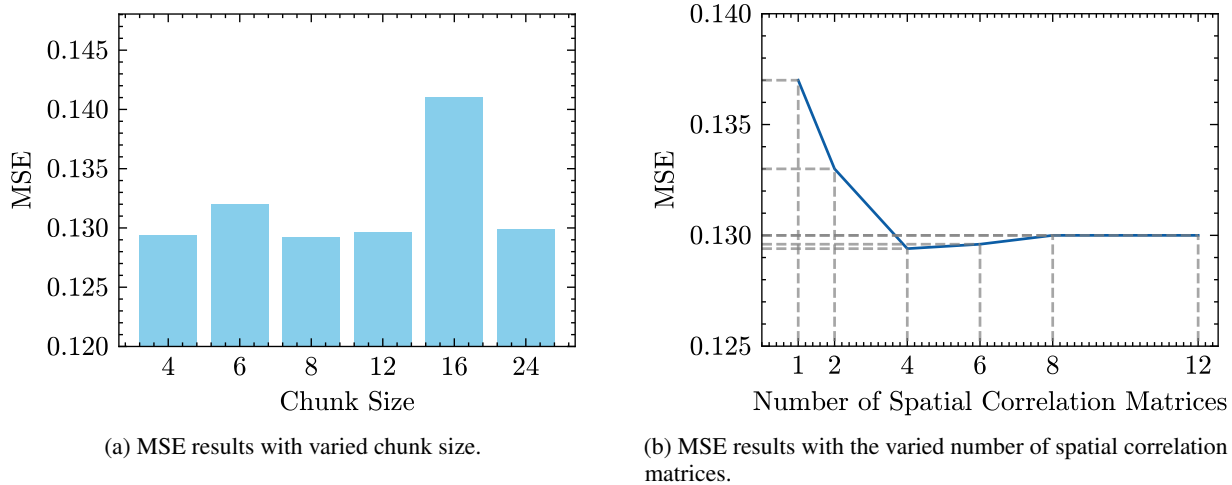 0.145
0.140
0.135
0.130
0.125
0.120
MSE
4 6 8 12 16 24
Chunk Size
(a) MSE results with varied chunk size.
0.140
0.135
0.130
0.125
MSE
1 2 4 6 8 12
Number of Spatial Correlation Matrices
(b) MSE results with the varied number of spatial correlation
matrices.